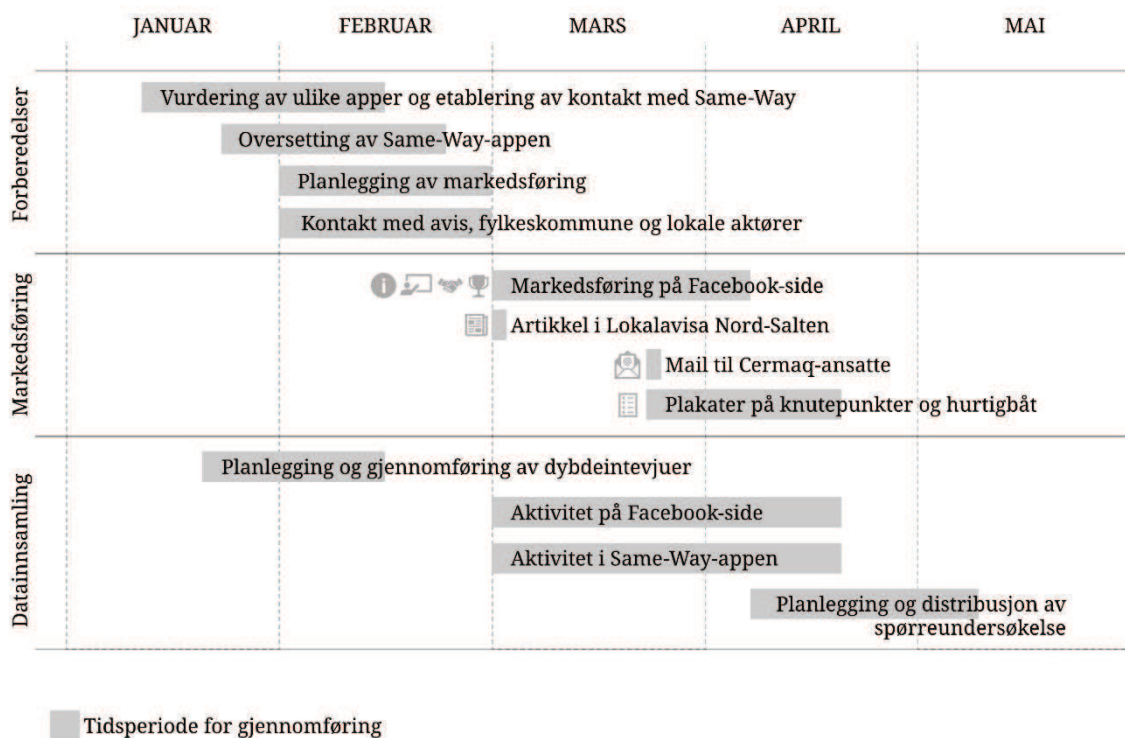 JANUAR
FEBRUAR
MARS
APRIL
MAI
Forberedelser
Vurdering av ulike apper og etablering av kontakt med Same-Way
Oversetting av Same-Way-appen
Planlegging av markedsføring
Kontakt med avis, fylkeskommune og lokale aktører
Markedsføring
Markedsføring på Facebook-side
Artikkel i Lokalavisa Nord-Salten
Mail til Cermaq-ansatte
Plakater på knutepunkter og hurtigbåt
Datainnsamling
Planlegging og gjennomføring av dybdeintevjuer
Aktivitet på Facebook-side
Aktivitet i Same-Way-appen
Planlegging og distribusjon av
spørreundersøkelse
Tidsperiode for gjennomføring